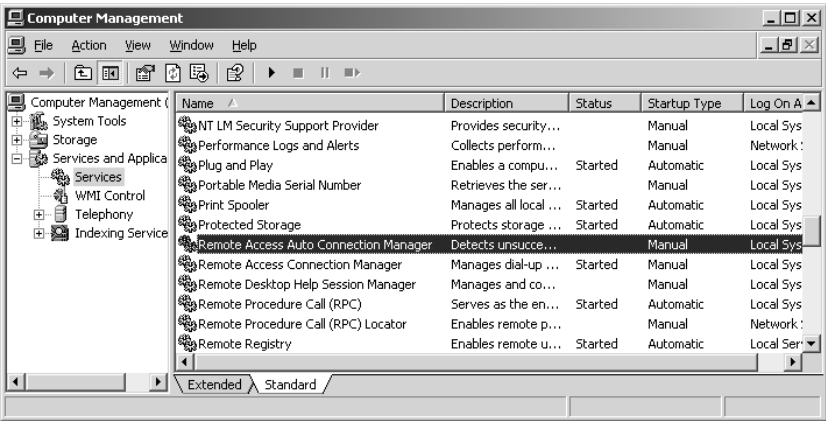 Computer Management
File Action View Window Help
Computer Management (
System Tools
Storage
Services and Applica
Services
WMI Control
Telephony
Indexing Service
Name Description Status Startup Type Log On A
NT LM Security Support Provider Provides security... Manual Local Sys
Performance Logs and Alerts Collects perform... Manual Network
Plug and Play Enables a compu... Started Automatic Local Sys
Portable Media Serial Number Retrieves the ser... Manual Local Sys
Print Spooler Manages all local ... Started Automatic Local Sys
Protected Storage Protects storage ... Started Automatic Local Sys
Remote Access Auto Connection Manager Detects unsucce... Manual Local Sys
Remote Access Connection Manager Manages dial-up ... Started Manual Local Sys
Remote Desktop Help Session Manager Manages and co... Manual Local Sys
Remote Procedure Call (RPC) Serves as the en... Started Automatic Local Sys
Remote Procedure Call (RPC) Locator Enables remote p... Manual Network
Remote Registry Enables remote u... Started Automatic Local Ser
Extended Standard